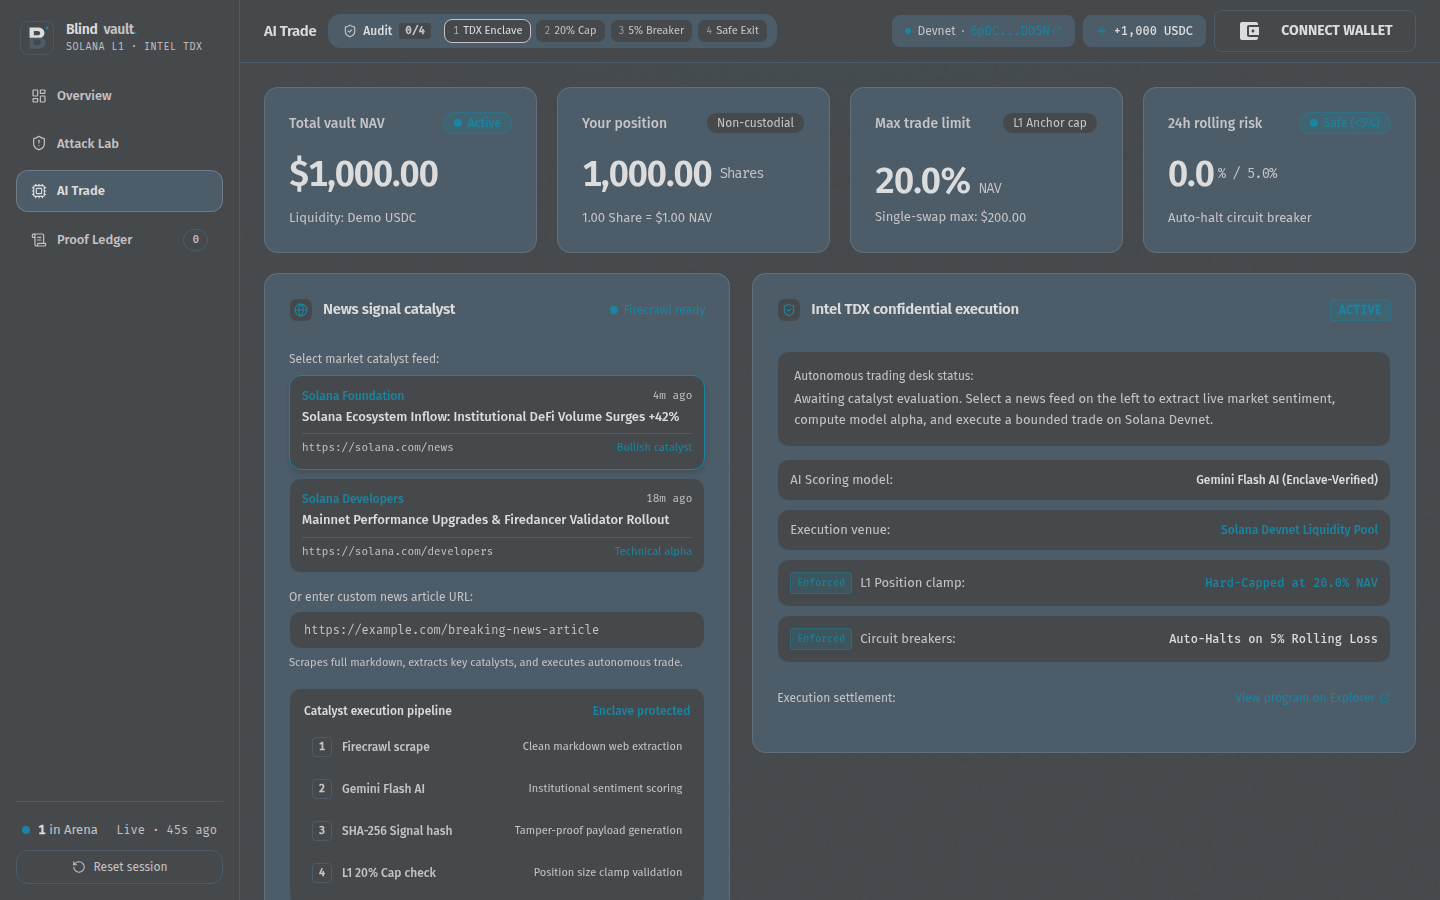 Blind vault
SOLANA L1 · INTEL TDX
Overview
Attack Lab
AI Trade
Proof Ledger 0
1 in Arena Live · 45s ago
Reset session
AI Trade Audit 0/4 1 TDX Enclave 2 20% Cap 3 5% Breaker 4 Safe Exit
Devnet · + +1,000 USDC CONNECT WALLET
Total vault NAV Active
$1,000.00
Liquidity: Demo USDC
Your position Non-custodial
1,000.00 Shares
1.00 Share = $1.00 NAV
Max trade limit L1 Anchor cap
20.0% NAV
Single-swap max: $200.00
24h rolling risk Safe (<5%)
0.0 % / 5.0%
Auto-halt circuit breaker
News signal catalyst Firecrawl ready
Select market catalyst feed:
Solana Foundation 4m ago
Solana Ecosystem Inflow: Institutional DeFi Volume Surges +42%
https://solana.com/news Bullish catalyst
Solana Developers 18m ago
Mainnet Performance Upgrades & Firedancer Validator Rollout
https://solana.com/developers Technical alpha
Or enter custom news article URL:
https://example.com/breaking-news-article
Scrapes full markdown, extracts key catalysts, and executes autonomous trade.
Catalyst execution pipeline Enclave protected
1 Firecrawl scrape Clean markdown web extraction
2 Gemini Flash AI Institutional sentiment scoring
3 SHA-256 Signal hash Tamper-proof payload generation
4 L1 20% Cap check Position size clamp validation
Intel TDX confidential execution ACTIVE
Autonomous trading desk status:
Awaiting catalyst evaluation. Select a news feed on the left to extract live market sentiment,
compute model alpha, and execute a bounded trade on Solana Devnet.
AI Scoring model: Gemini Flash AI (Enclave-Verified)
Execution venue: Solana Devnet Liquidity Pool
Enforced L1 Position clamp: Hard-Capped at 20.0% NAV
Enforced Circuit breakers: Auto-Halts on 5% Rolling Loss
Execution settlement: View program on Explorer